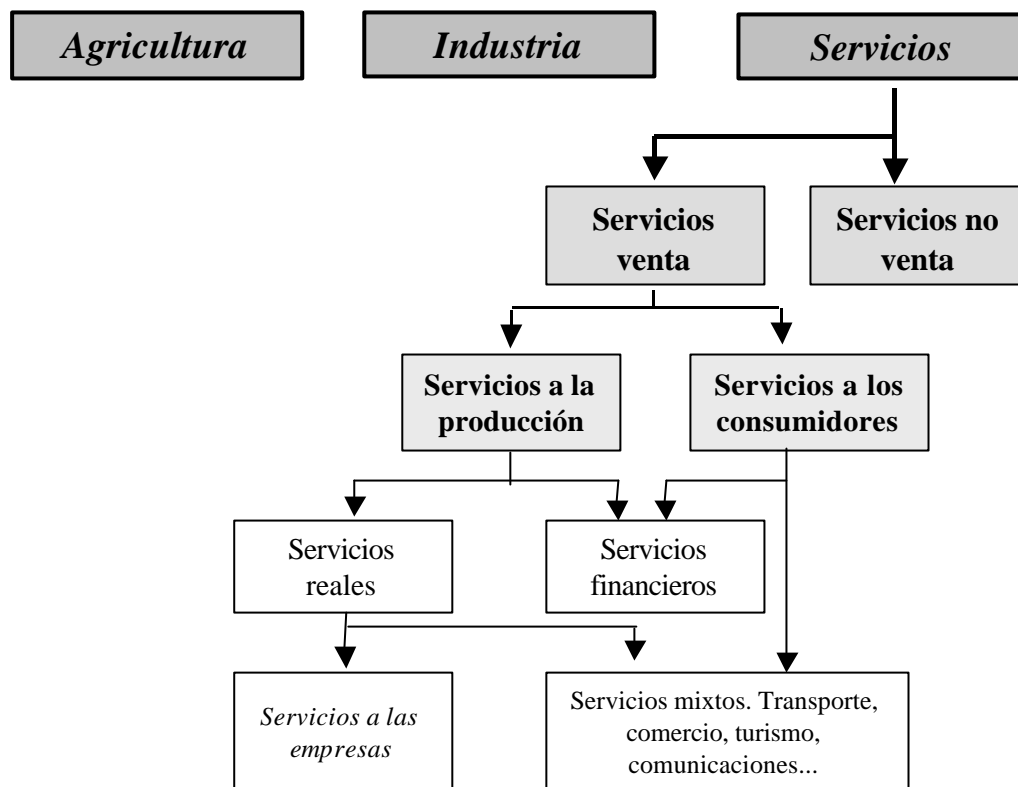 Agricultura
Industria
Servicios
Servicios
venta
Servicios no
venta
Servicios a la
producción
Servicios a los
consumidores
Servicios
reales
Servicios
financieros
Servicios a las
empresas
Servicios mixtos. Transporte,
comercio, turismo,
comunicaciones...